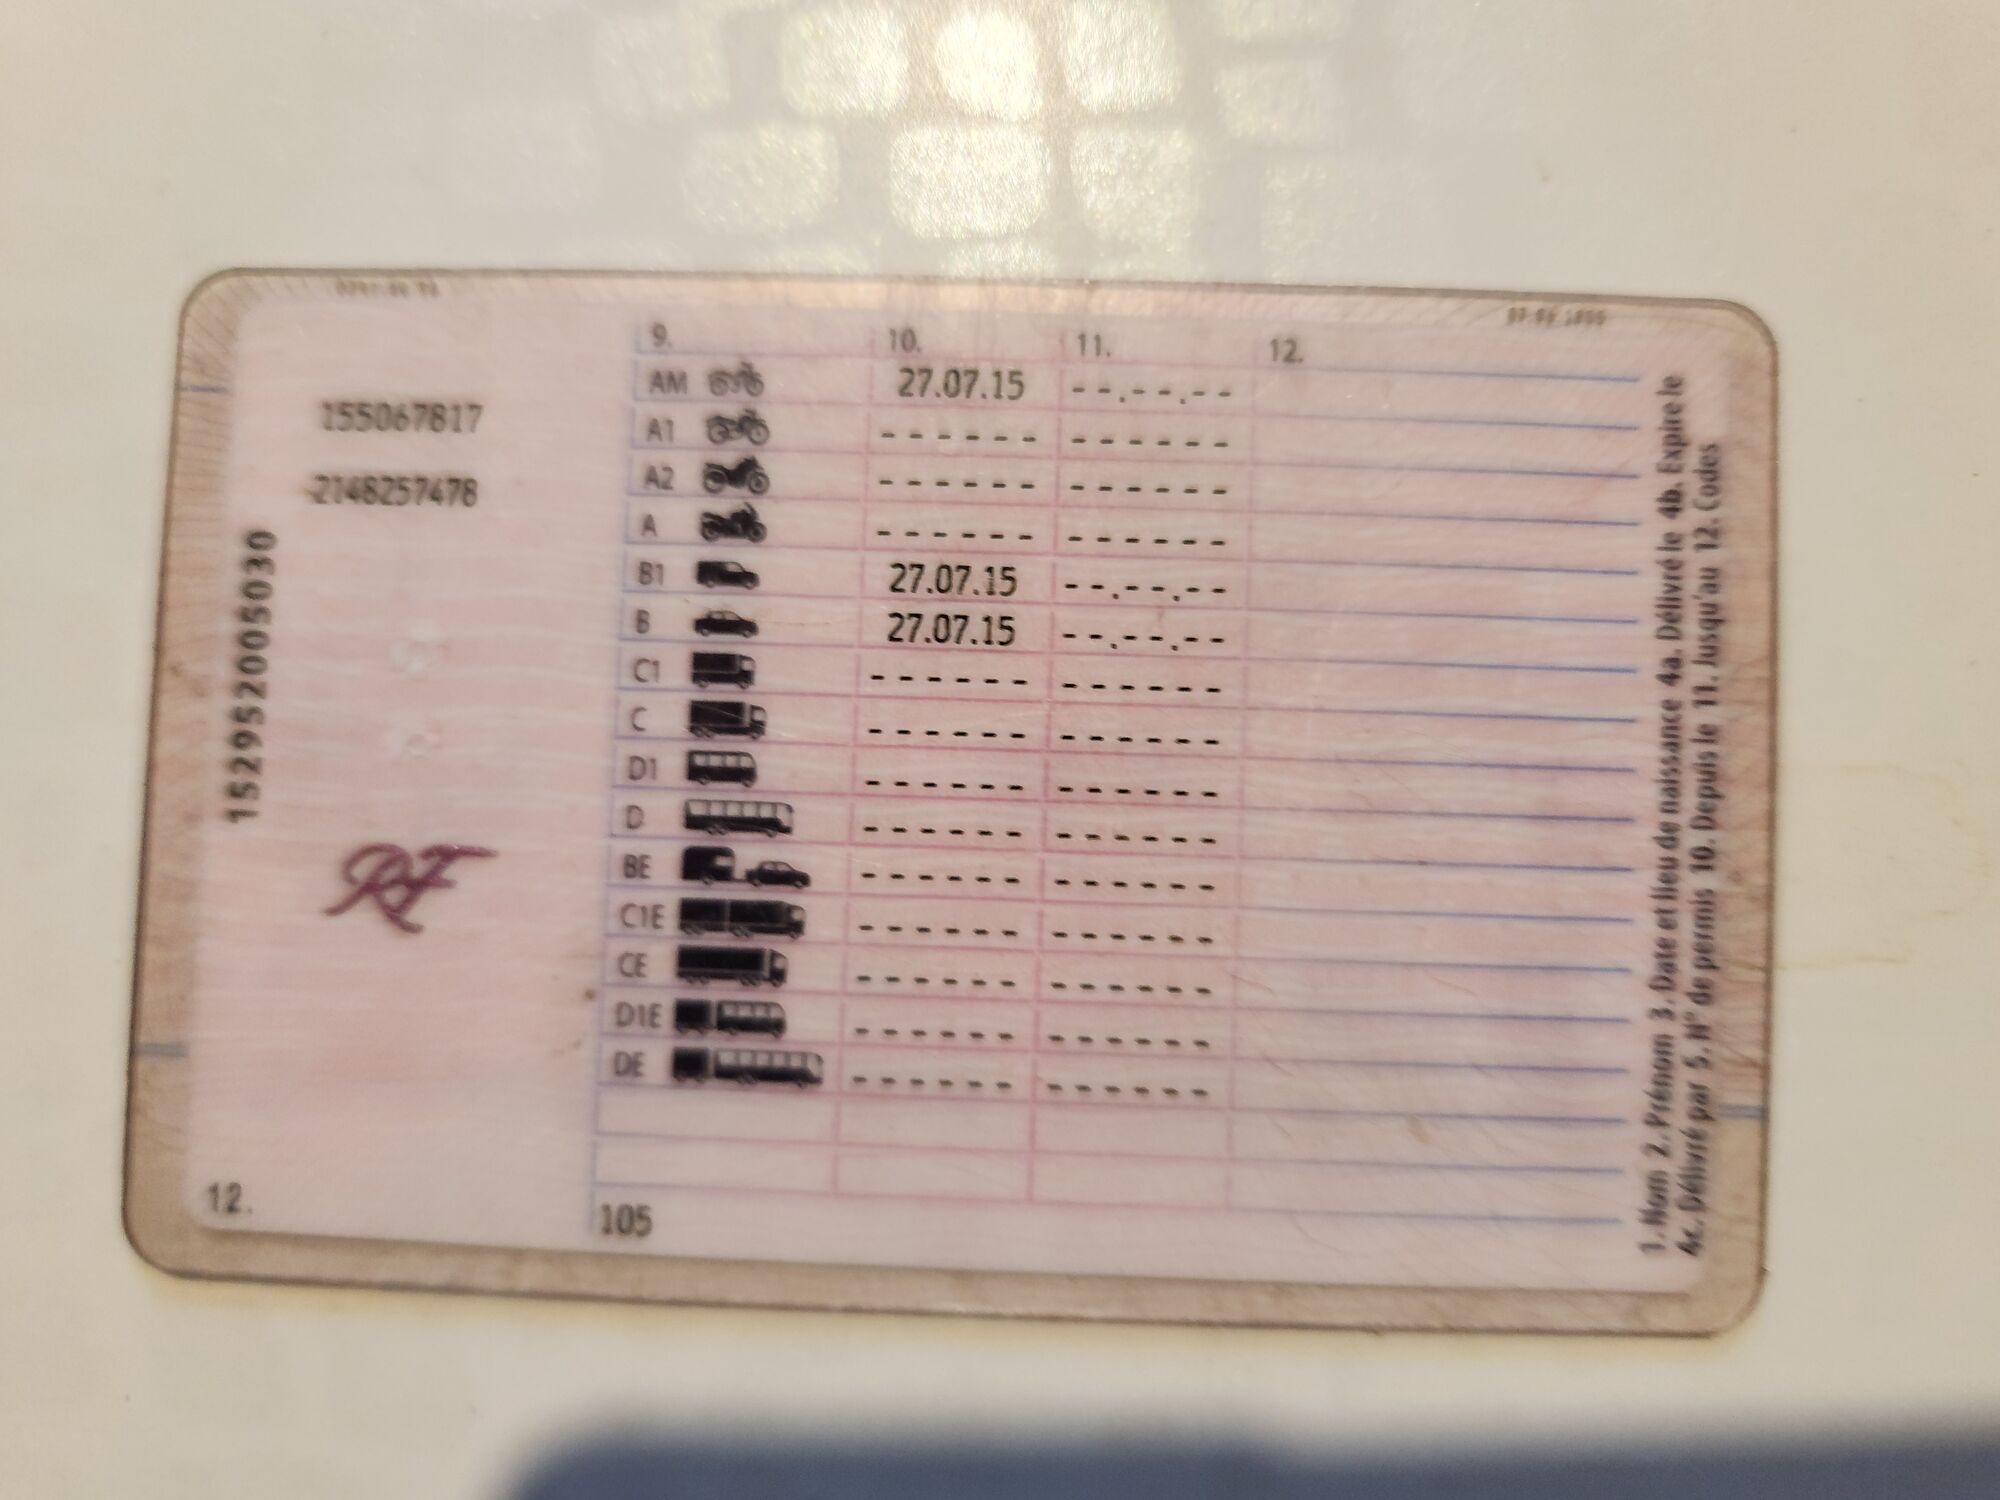 9. 10. 11. 12.
155067817
2148257478
152952005030
AM 27.07.15 --.--.--
A1 ------ ------
A2 ------ ------
A ------ ------
B1 27.07.15 --.--.--
B 27.07.15 --.--.--
C1 ------ ------
C ------ ------
D1 ------ ------
D ------ ------
BE ------ ------
C1E ------ ------
CE ------ ------
D1E ------ ------
DE ------ ------
RF
12.
105
1. Nom 2. Prénom 3. Date et lieu de naissance 4a. Délivré le 4b. Expire le
4c. Délivré par 5. N° de permis 10. Depuis le 11. Jusqu'au 12. Codes